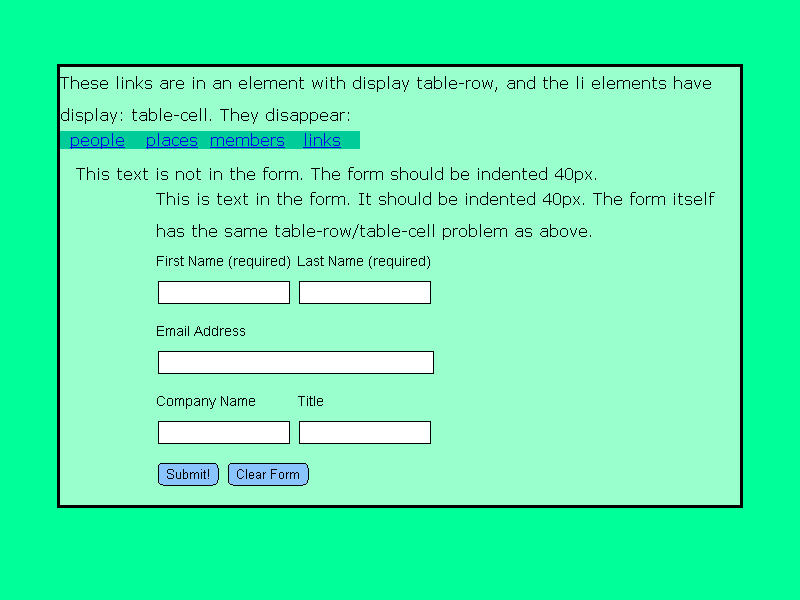 These links are in an element with display table-row, and the li elements have
display: table-cell. They disappear:
people places members links
This text is not in the form. The form should be indented 40px.
This is text in the form. It should be indented 40px. The form itself
has the same table-row/table-cell problem as above.
First Name (required) Last Name (required)
Email Address
Company Name Title
Submit! Clear Form